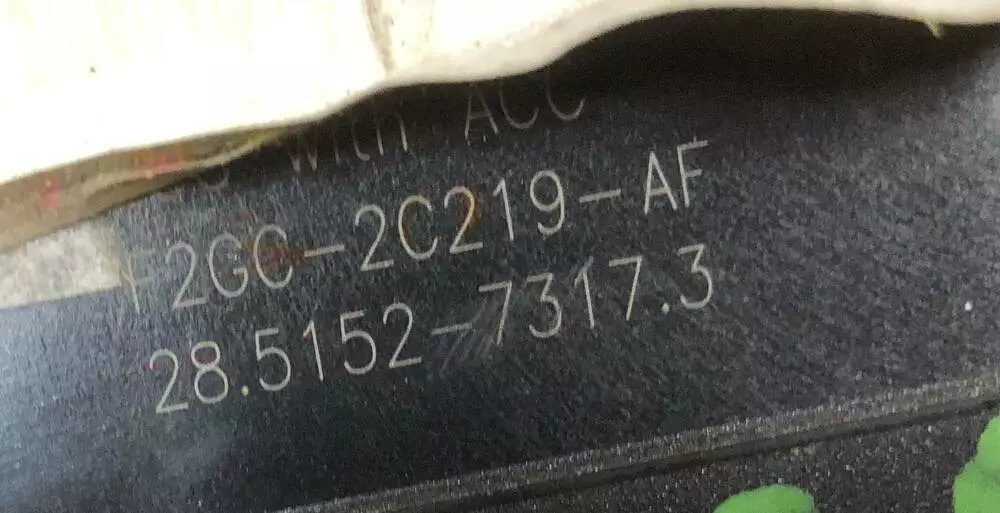 with ACC
F2GC-2C219-AF
28.5152-7317.3